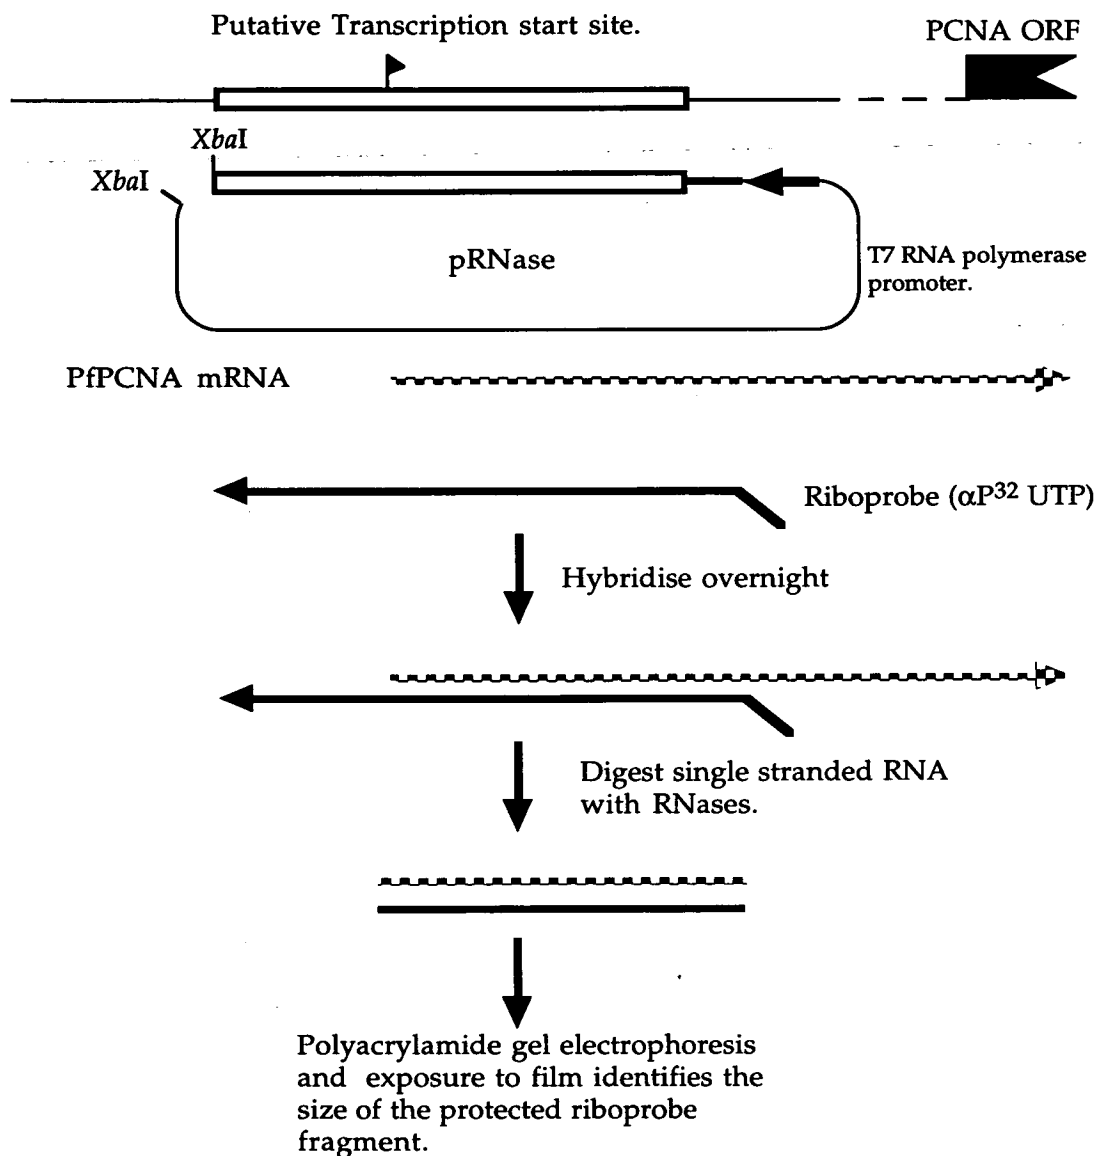 Putative Transcription start site.
PCNA ORF
XbaI
XbaI
pRNase
T7 RNA polymerase
promoter.
PfPCNA mRNA
Riboprobe (αP³² UTP)
Hybridise overnight
Digest single stranded RNA
with RNases.
Polyacrylamide gel electrophoresis
and exposure to film identifies the
size of the protected riboprobe
fragment.